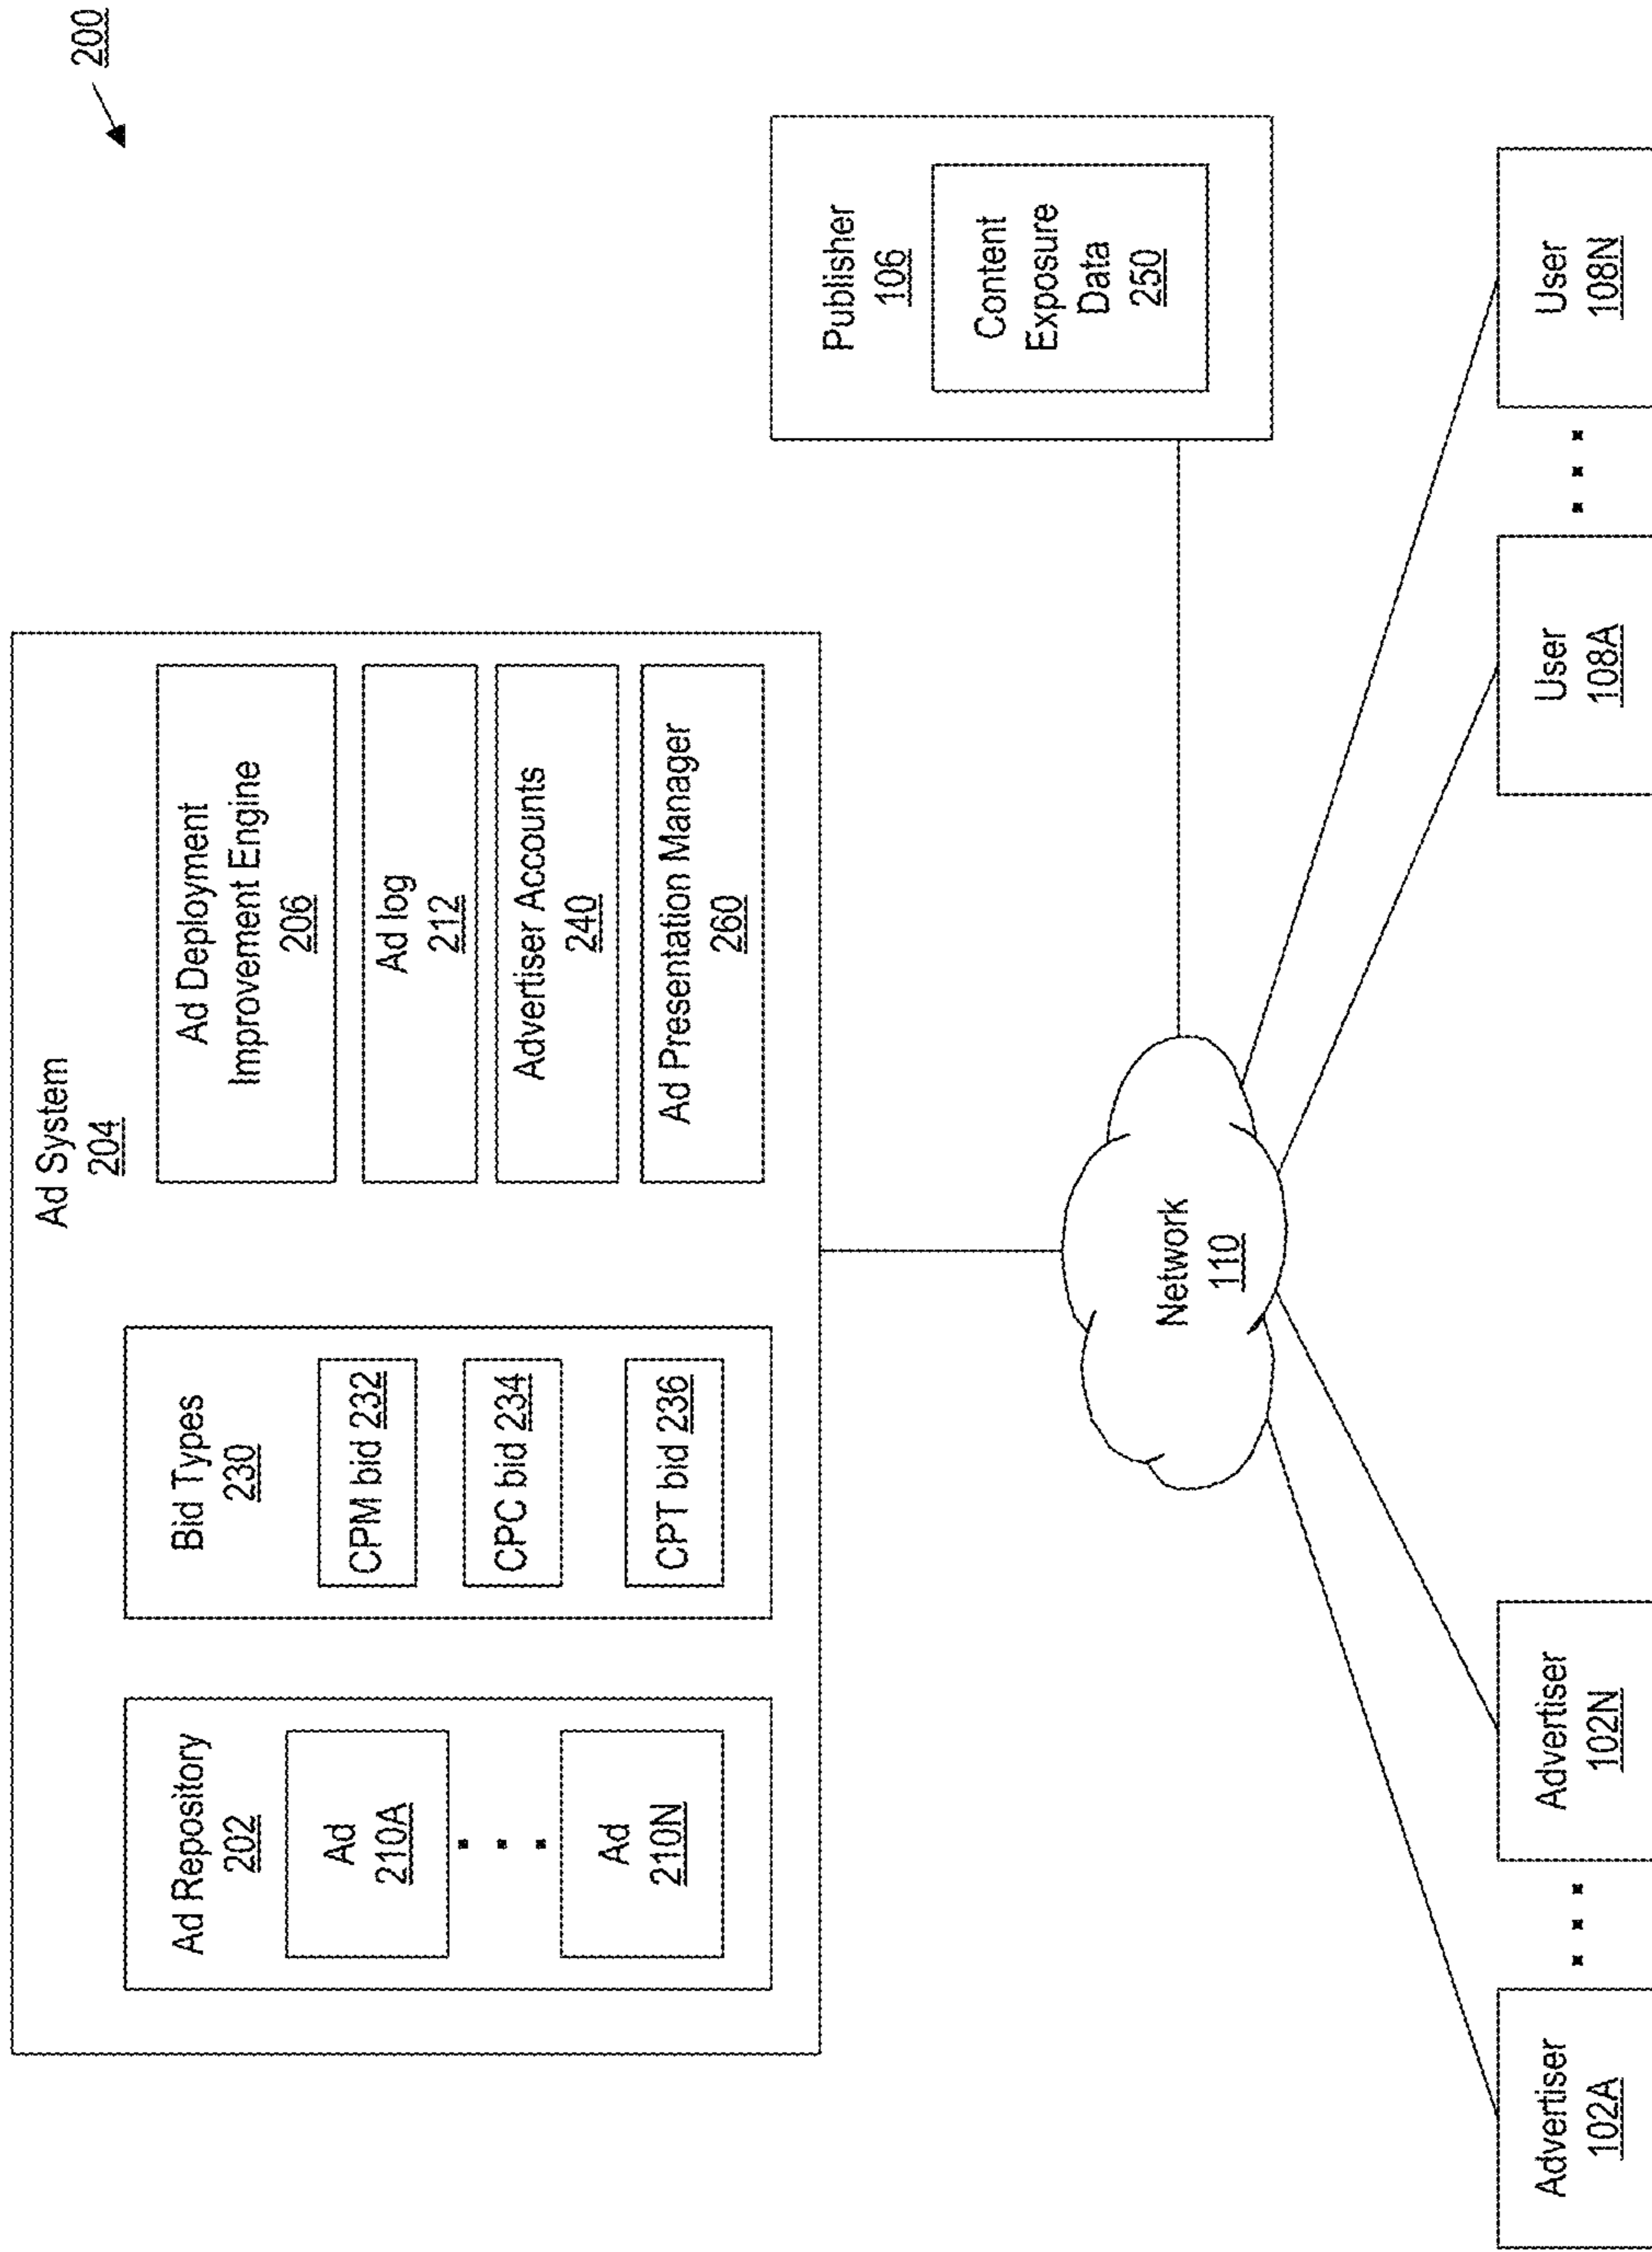 200
Ad System
204
Ad Repository
202
Ad
210A
Ad
210N
Bid Types
230
CPM bid 232
CPC bid 234
CPT bid 236
Ad Deployment
Improvement Engine
206
Ad log
212
Advertiser Accounts
240
Ad Presentation Manager
260
Publisher
106
Content
Exposure
Data
250
Network
110
Advertiser
102A
Advertiser
102N
User
108A
User
108N